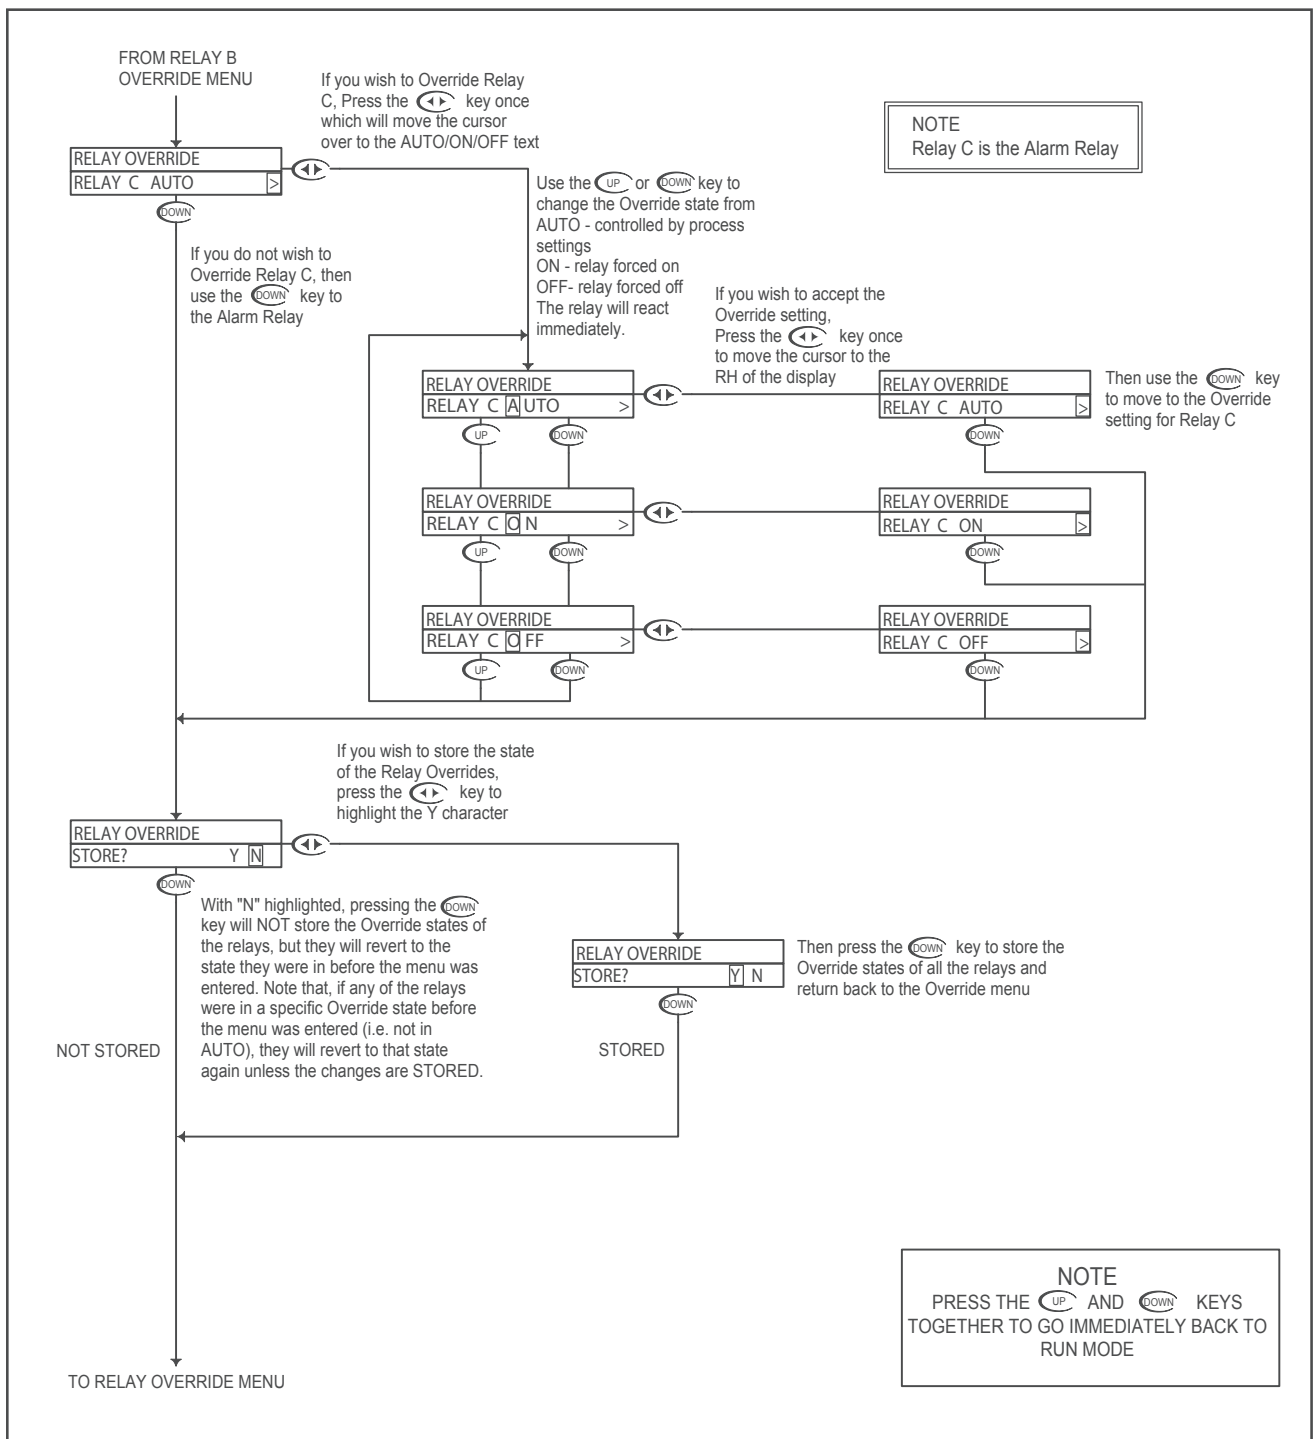 FROM RELAY B
OVERRIDE MENU
If you wish to Override Relay
C, Press the key once
which will move the cursor
over to the AUTO/ON/OFF text
NOTE
Relay C is the Alarm Relay
RELAY OVERRIDE
RELAY C AUTO >
DOWN
If you do not wish to
Override Relay C, then
use the DOWN key to
the Alarm Relay
Use the UP or DOWN key to
change the Override state from
AUTO - controlled by process
settings
ON - relay forced on
OFF- relay forced off
The relay will react
immediately.
If you wish to accept the
Override setting,
Press the key once
to move the cursor to the
RH of the display
RELAY OVERRIDE
RELAY C AUTO >
UP DOWN
RELAY OVERRIDE
RELAY C AUTO >
DOWN
Then use the DOWN key
to move to the Override
setting for Relay C
RELAY OVERRIDE
RELAY C ON >
UP DOWN
RELAY OVERRIDE
RELAY C ON >
DOWN
RELAY OVERRIDE
RELAY C OFF >
UP DOWN
RELAY OVERRIDE
RELAY C OFF >
DOWN
If you wish to store the state
of the Relay Overrides,
press the key to
highlight the Y character
RELAY OVERRIDE
STORE? Y N
DOWN
With "N" highlighted, pressing the DOWN
key will NOT store the Override states of
the relays, but they will revert to the
state they were in before the menu was
entered. Note that, if any of the relays
were in a specific Override state before
the menu was entered (i.e. not in
AUTO), they will revert to that state
again unless the changes are STORED.
RELAY OVERRIDE
STORE? Y N
DOWN
Then press the DOWN key to store the
Override states of all the relays and
return back to the Override menu
NOT STORED
STORED
NOTE
PRESS THE UP AND DOWN KEYS
TOGETHER TO GO IMMEDIATELY BACK TO
RUN MODE
TO RELAY OVERRIDE MENU